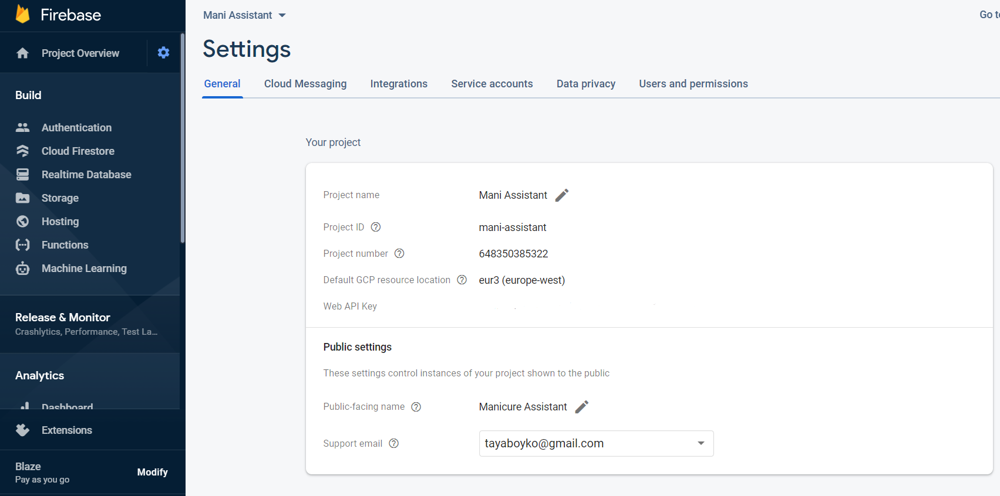 Firebase
Project Overview
Build
Authentication
Cloud Firestore
Realtime Database
Storage
Hosting
Functions
Machine Learning
Release & Monitor
Crashlytics, Performance, Test La...
Analytics
Dashboard
Extensions
Blaze
Pay as you go
Modify
Mani Assistant
Go to
Settings
General Cloud Messaging Integrations Service accounts Data privacy Users and permissions
Your project
Project name Mani Assistant
Project ID mani-assistant
Project number 648350385322
Default GCP resource location eur3 (europe-west)
Web API Key
Public settings
These settings control instances of your project shown to the public
Public-facing name Manicure Assistant
Support email tayaboyko@gmail.com